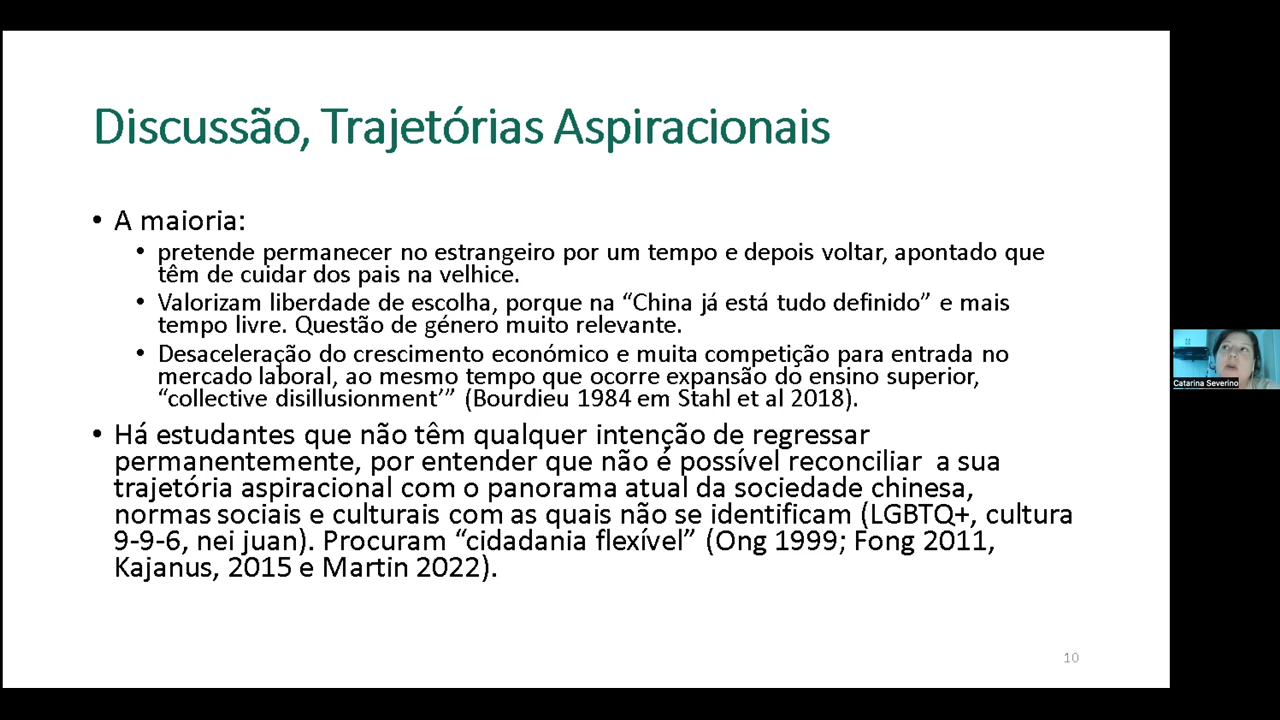 Discussão, Trajetórias Aspiracionais
• A maioria:
• pretende permanecer no estrangeiro por um tempo e depois voltar, apontado que
têm de cuidar dos pais na velhice.
• Valorizam liberdade de escolha, porque na “China já está tudo definido” e mais
tempo livre. Questão de género muito relevante.
• Desaceleração do crescimento económico e muita competição para entrada no
mercado laboral, ao mesmo tempo que ocorre expansão do ensino superior,
“collective disillusionment’” (Bourdieu 1984 em Stahl et al 2018).
• Há estudantes que não têm qualquer intenção de regressar
permanentemente, por entender que não é possível reconciliar  a sua
trajetória aspiracional com o panorama atual da sociedade chinesa,
normas sociais e culturais com as quais não se identificam (LGBTQ+, cultura
9-9-6, nei juan). Procuram “cidadania flexível” (Ong 1999; Fong 2011,
Kajanus, 2015 e Martin 2022).
Catarina Severino
10